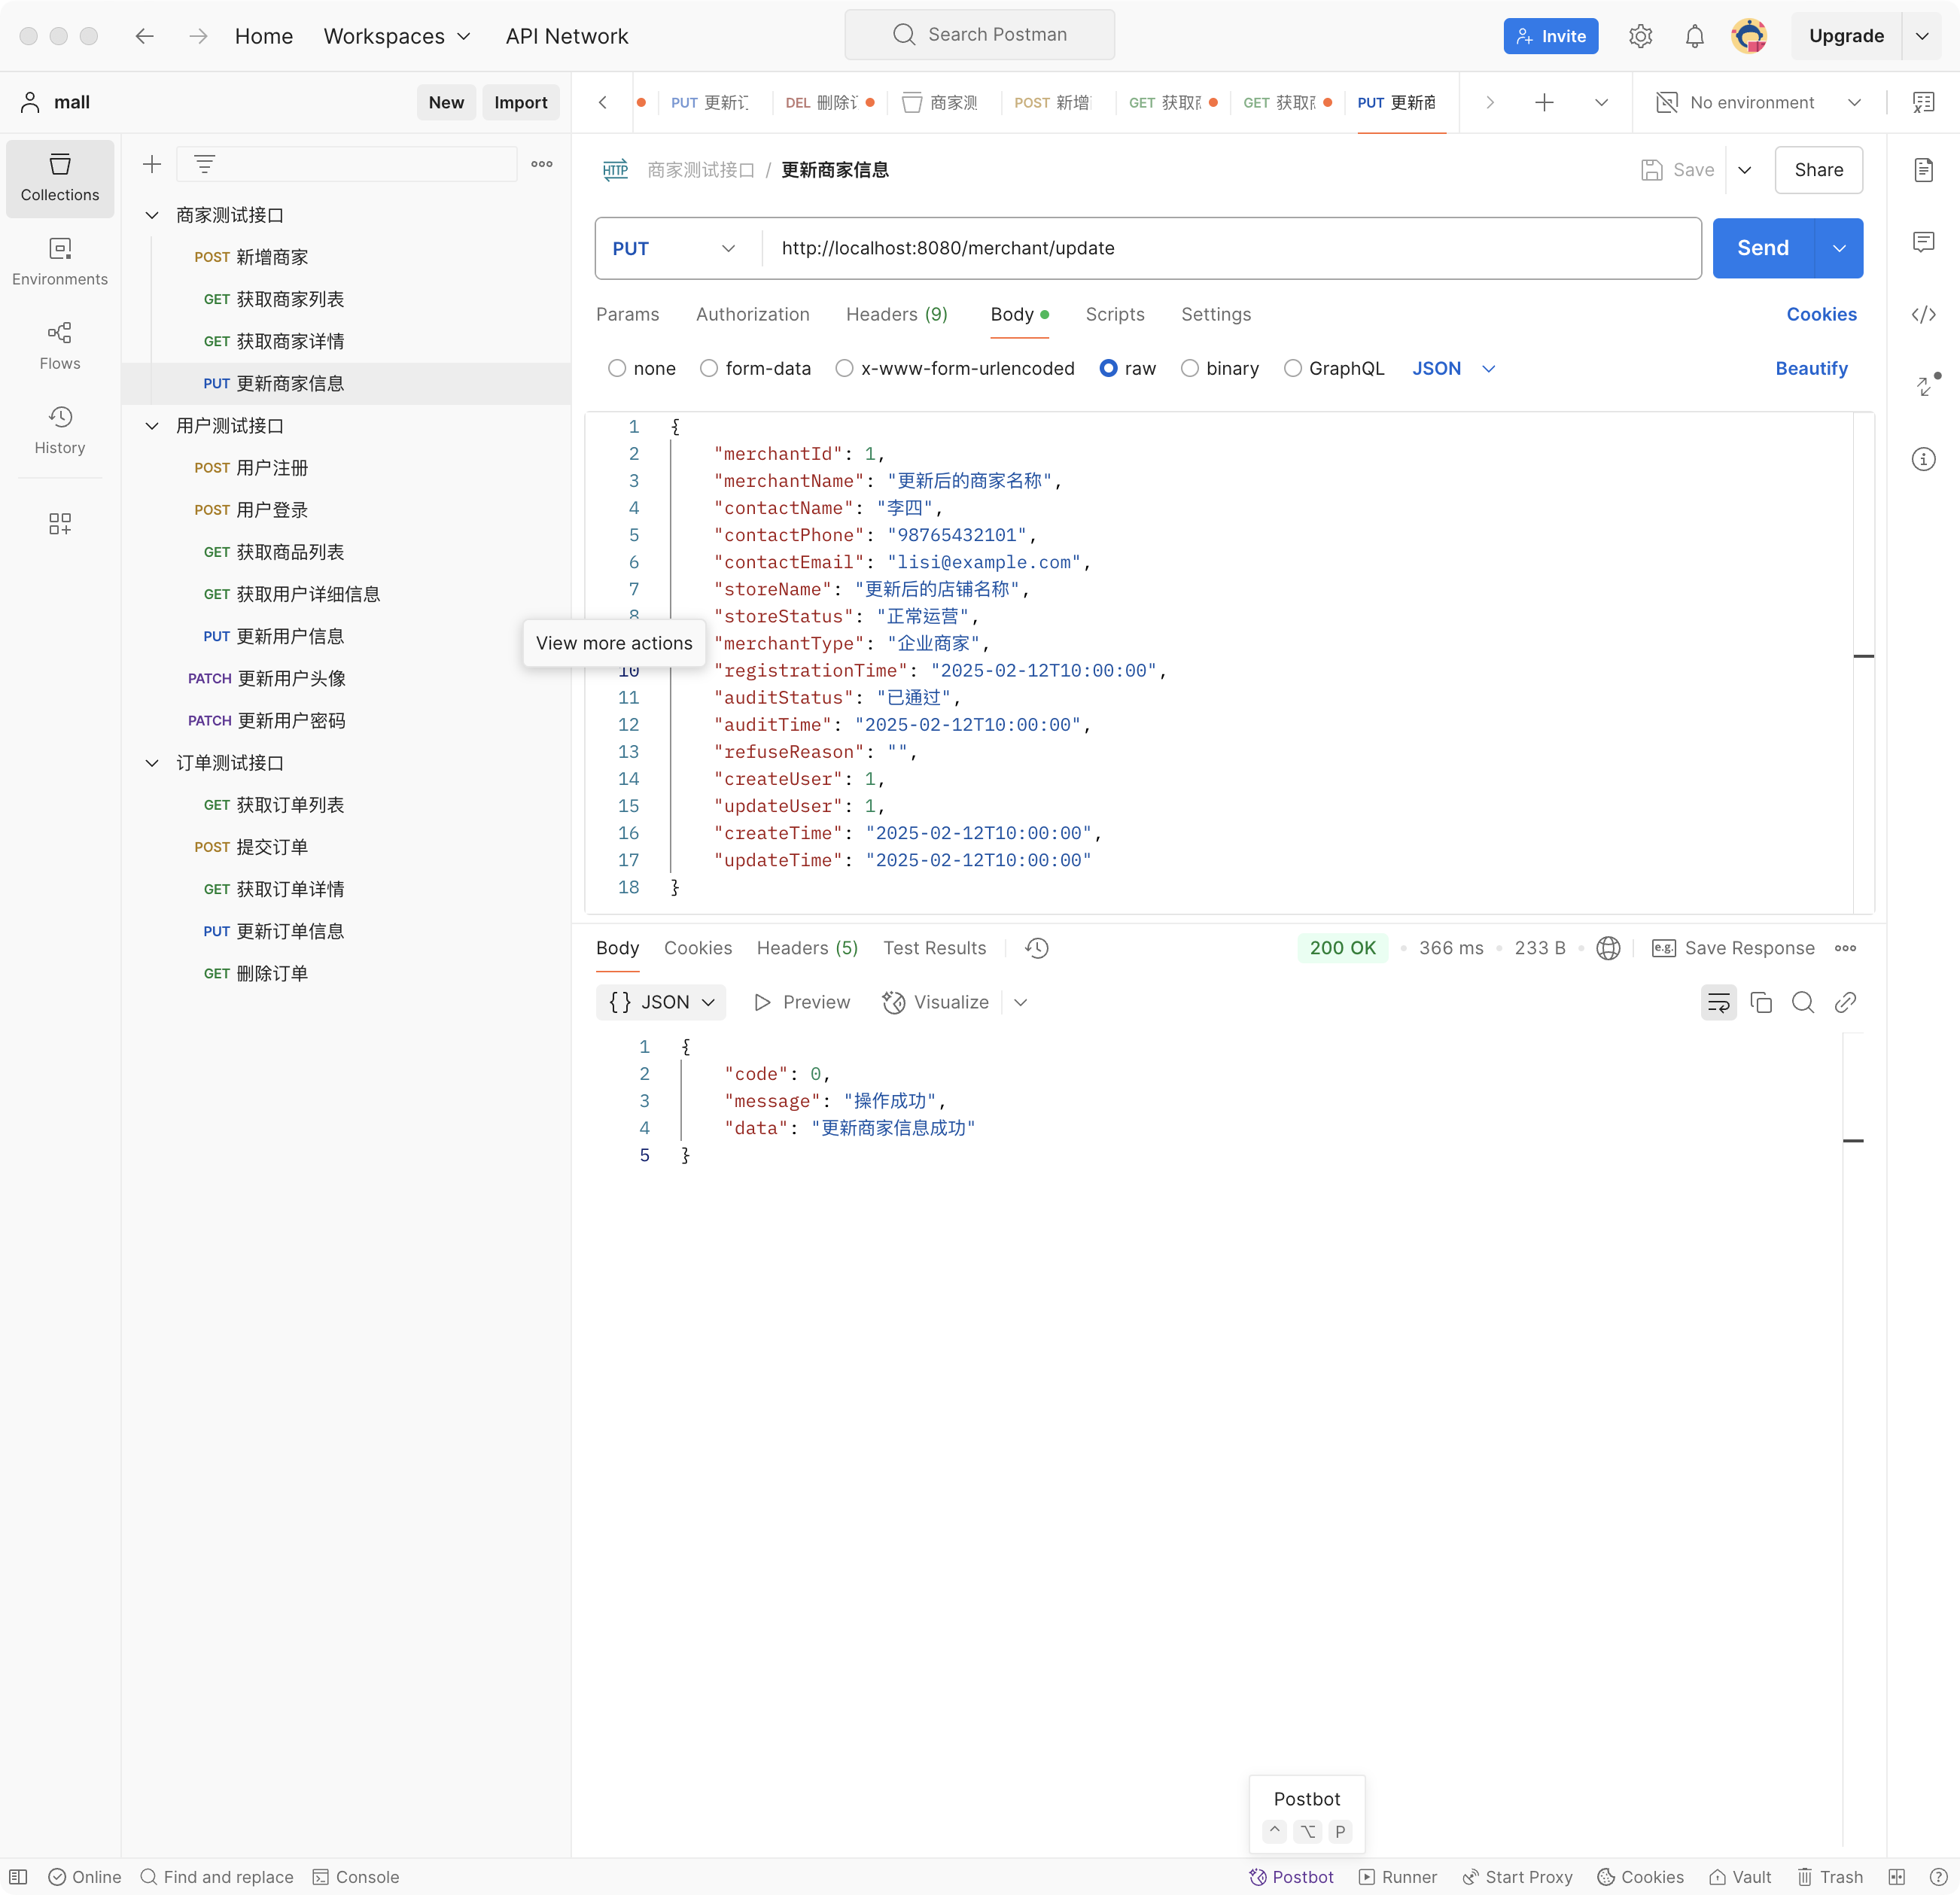 Home
Workspaces
API Network
Search Postman
Invite
Upgrade
mall
New
Import
PUT 更新
DEL 删除
商家测
POST 新增
GET 获取
GET 获取
PUT 更新商
No environment
Collections
Environments
Flows
History
商家测试接口
POST 新增商家
GET 获取商家列表
GET 获取商家详情
PUT 更新商家信息
用户测试接口
POST 用户注册
POST 用户登录
GET 获取商品列表
GET 获取用户详细信息
PUT 更新用户信息
PATCH 更新用户头像
PATCH 更新用户密码
订单测试接口
GET 获取订单列表
POST 提交订单
GET 获取订单详情
PUT 更新订单信息
GET 删除订单
HTTP 商家测试接口 / 更新商家信息
Save
Share
PUT http://localhost:8080/merchant/update
Send
Params Authorization Headers (9) Body Scripts Settings
Cookies
none form-data x-www-form-urlencoded raw binary GraphQL JSON
Beautify
1 {
2 "merchantId": 1,
3 "merchantName": "更新后的商家名称",
4 "contactName": "李四",
5 "contactPhone": "98765432101",
6 "contactEmail": "lisi@example.com",
7 "storeName": "更新后的店铺名称",
8 "storeStatus": "正常运营",
"merchantType": "企业商家",
View more actions
10 "registrationTime": "2025-02-12T10:00:00",
11 "auditStatus": "已通过",
12 "auditTime": "2025-02-12T10:00:00",
13 "refuseReason": "",
14 "createUser": 1,
15 "updateUser": 1,
16 "createTime": "2025-02-12T10:00:00",
17 "updateTime": "2025-02-12T10:00:00"
18 }
Body Cookies Headers (5) Test Results
200 OK • 366 ms • 233 B
e.g. Save Response
{} JSON Preview Visualize
1 {
2 "code": 0,
3 "message": "操作成功",
4 "data": "更新商家信息成功"
5 }
Postbot
^ ⌥ P
Online Find and replace Console
Postbot Runner Start Proxy Cookies Vault Trash